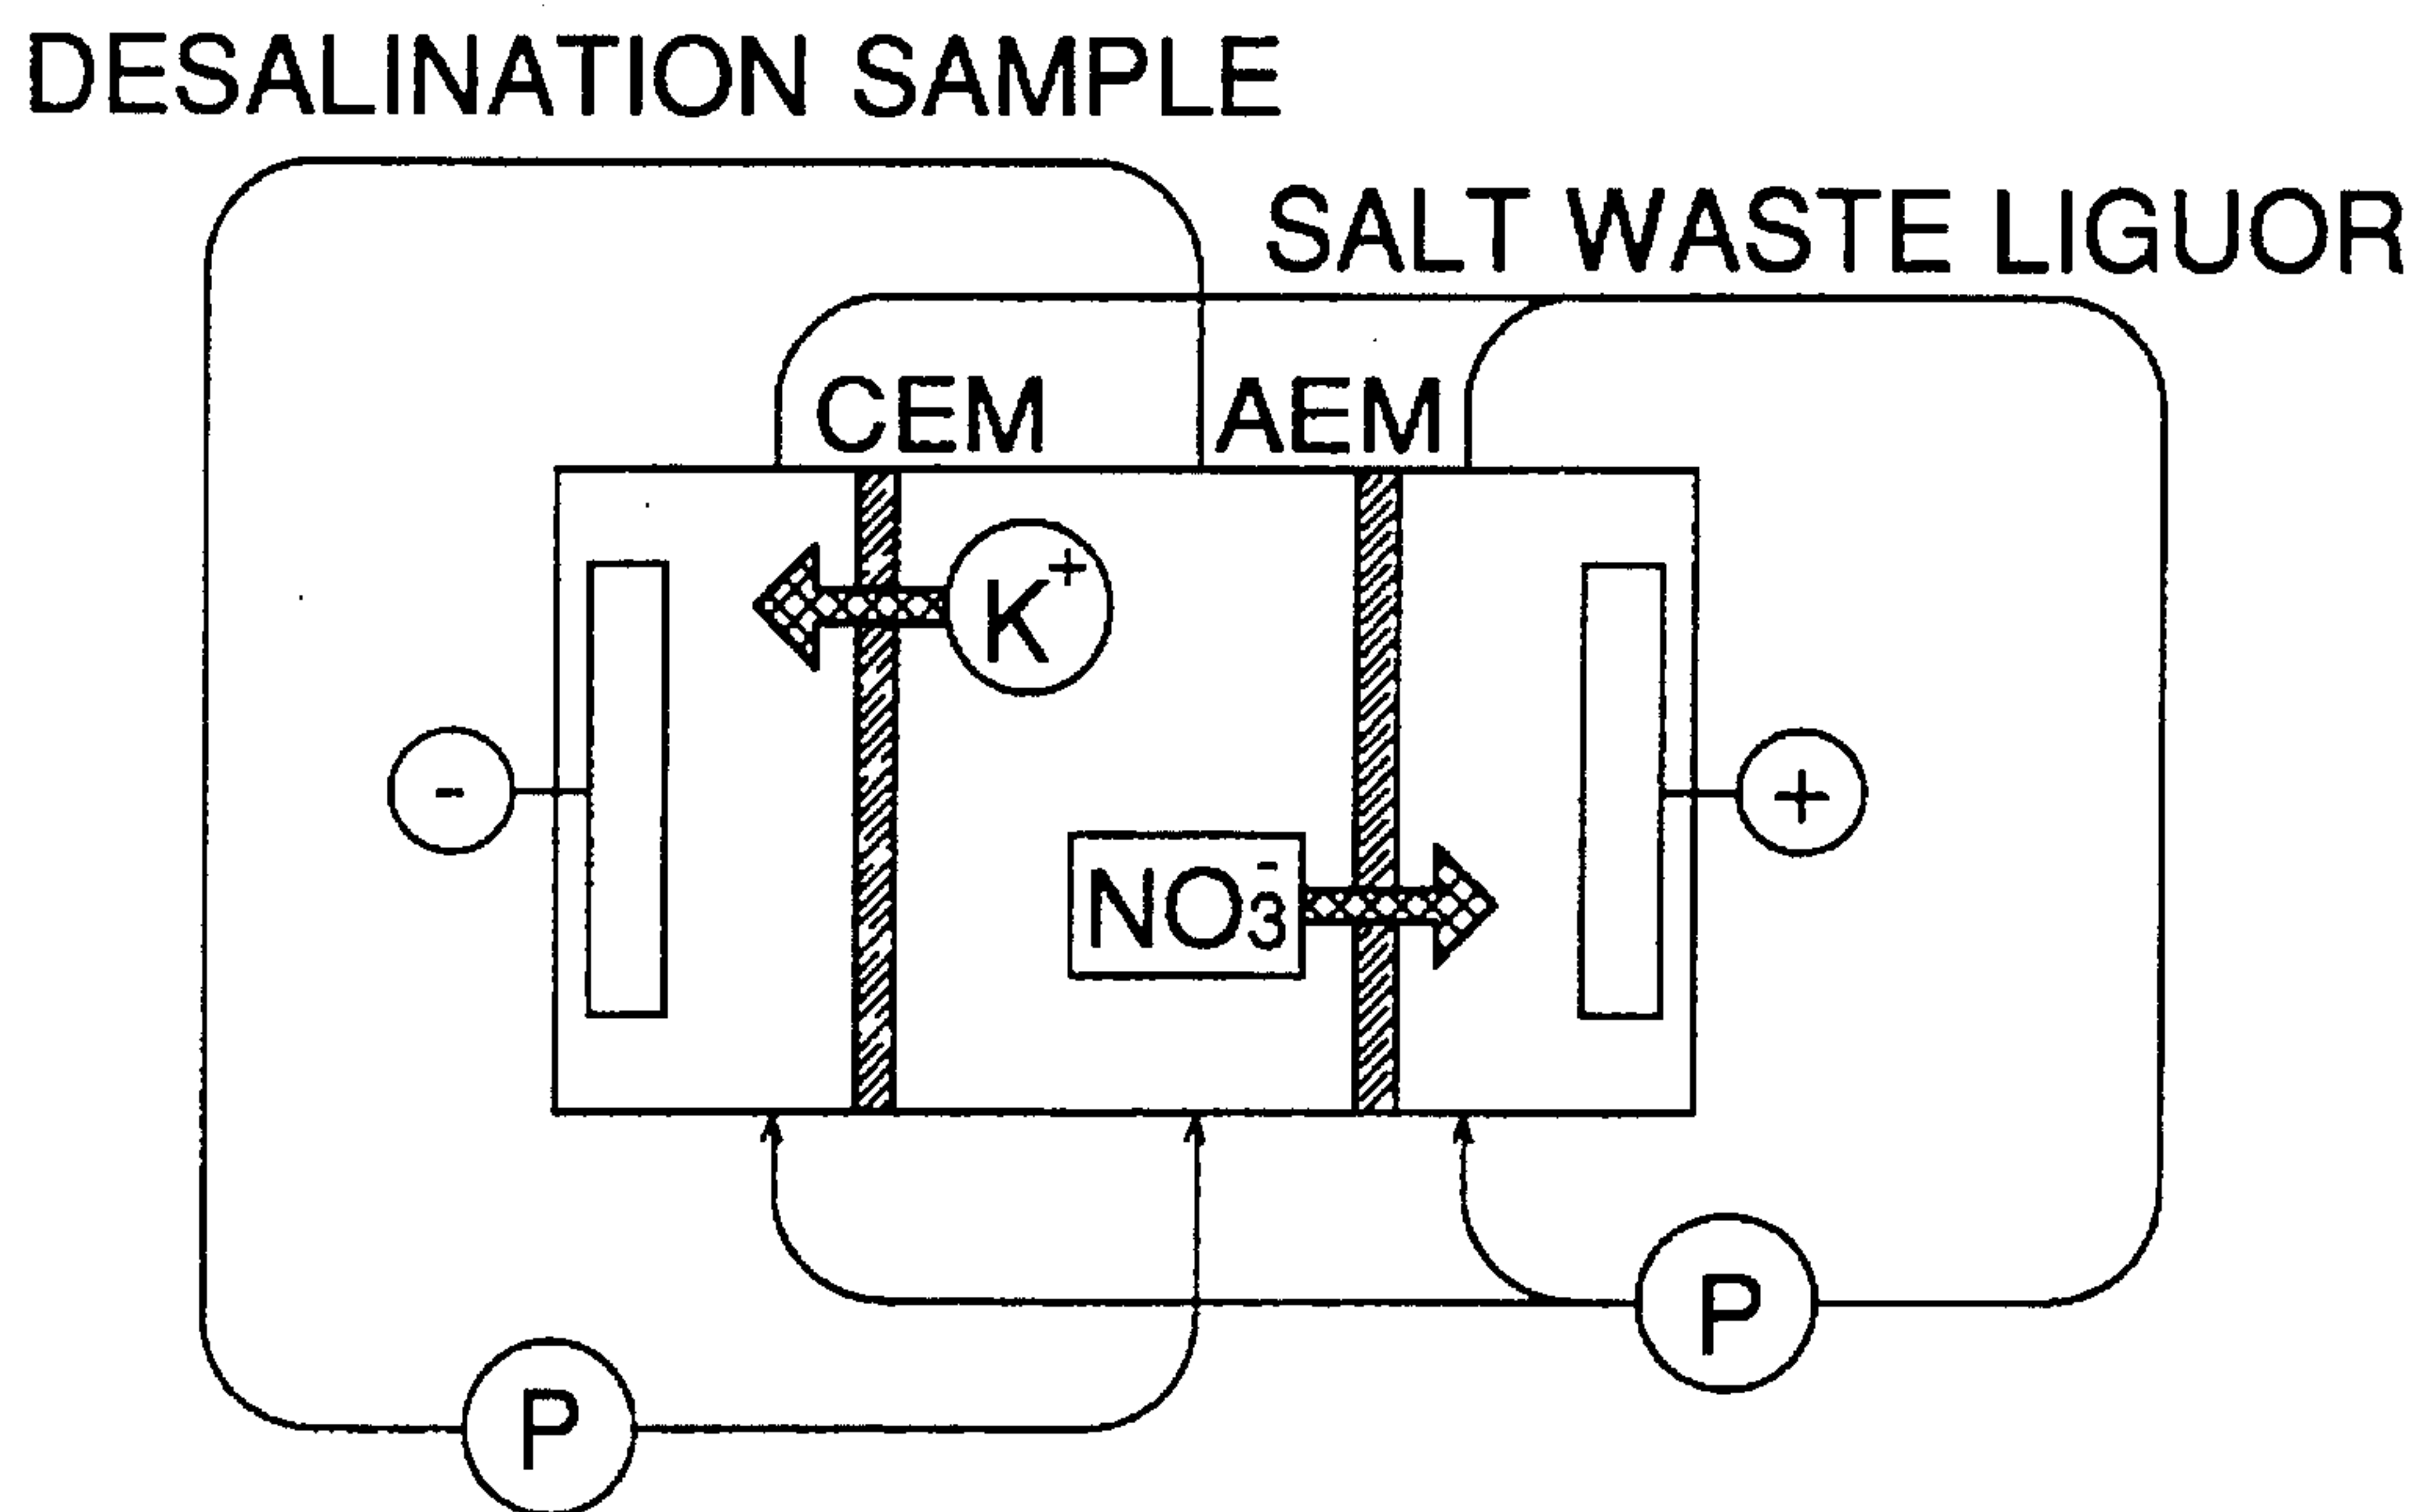 DESALINATION SAMPLE
SALT WASTE LIGUOR
CEM AEM
K+
- +
NO3-
P
P